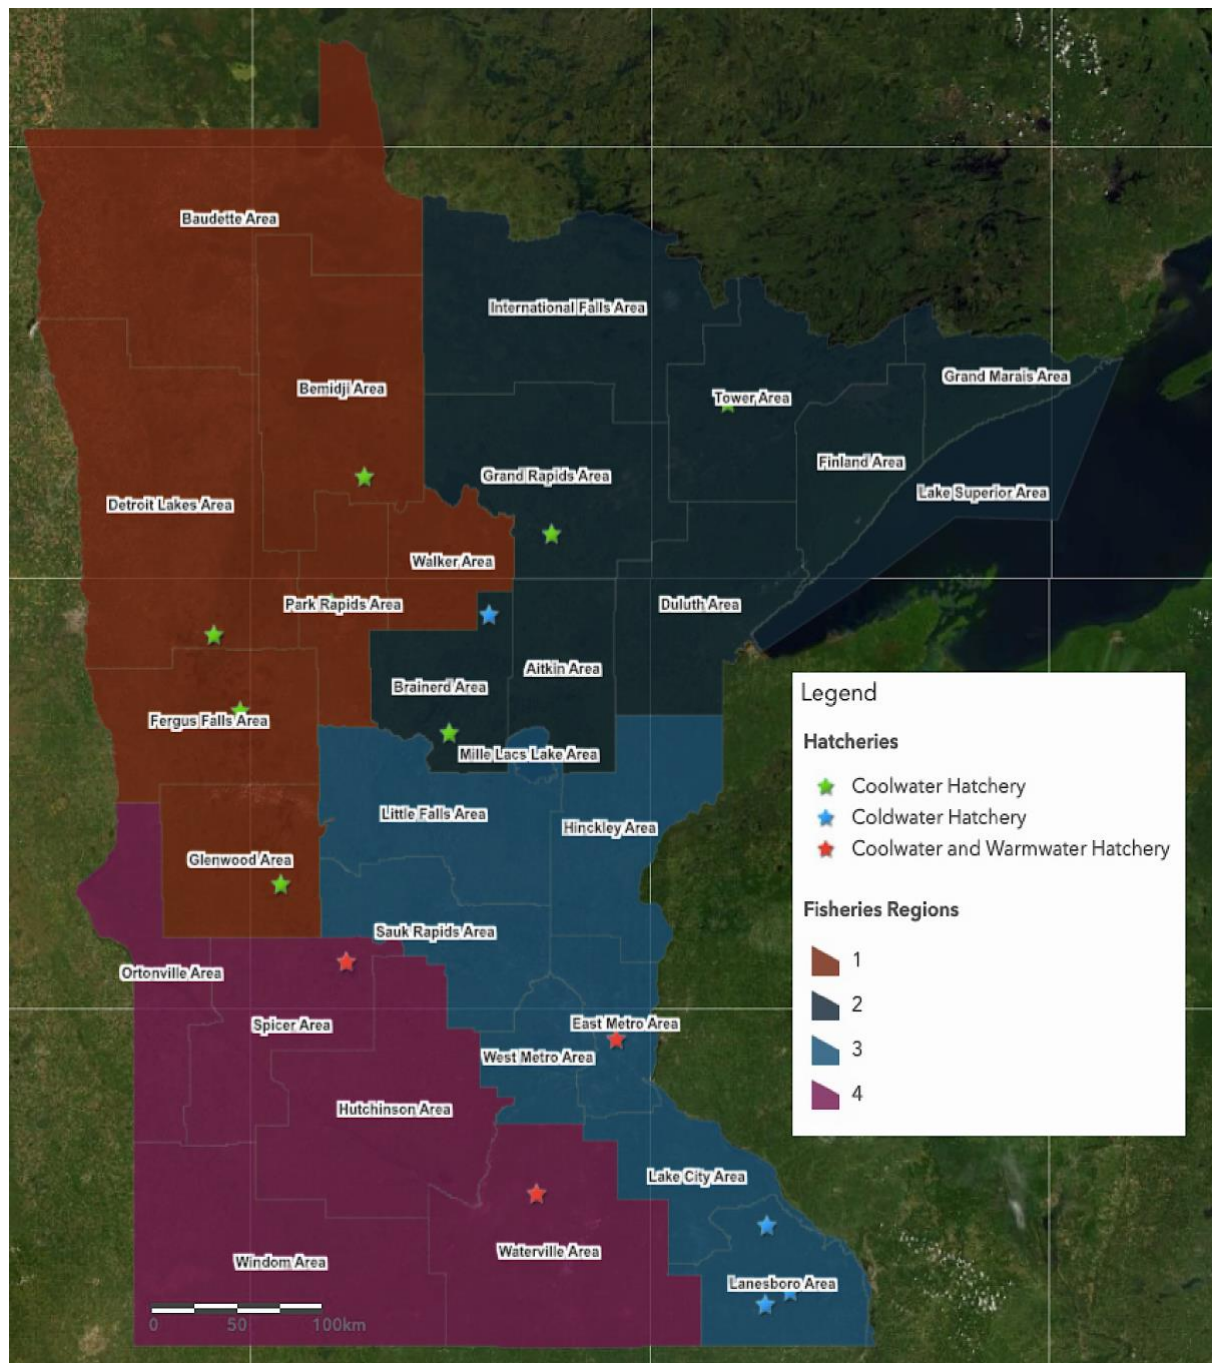 Baudette Area
International Falls Area
Grand Marais Area
Bemidji Area
Tower Area
Finland Area
Grand Rapids Area
Lake Superior Area
Detroit Lakes Area
Walker Area
Park Rapids Area
Duluth Area
Aitkin Area
Brainerd Area
Fergus Falls Area
Mille Lacs Lake Area
Little Falls Area
Hinckley Area
Glenwood Area
Sauk Rapids Area
Ortonville Area
Spicer Area
East Metro Area
West Metro Area
Hutchinson Area
Lake City Area
Waterville Area
Windom Area
Lanesboro Area
0 50 100km
Legend
Hatcheries
Coolwater Hatchery
Coldwater Hatchery
Coolwater and Warmwater Hatchery
Fisheries Regions
1
2
3
4